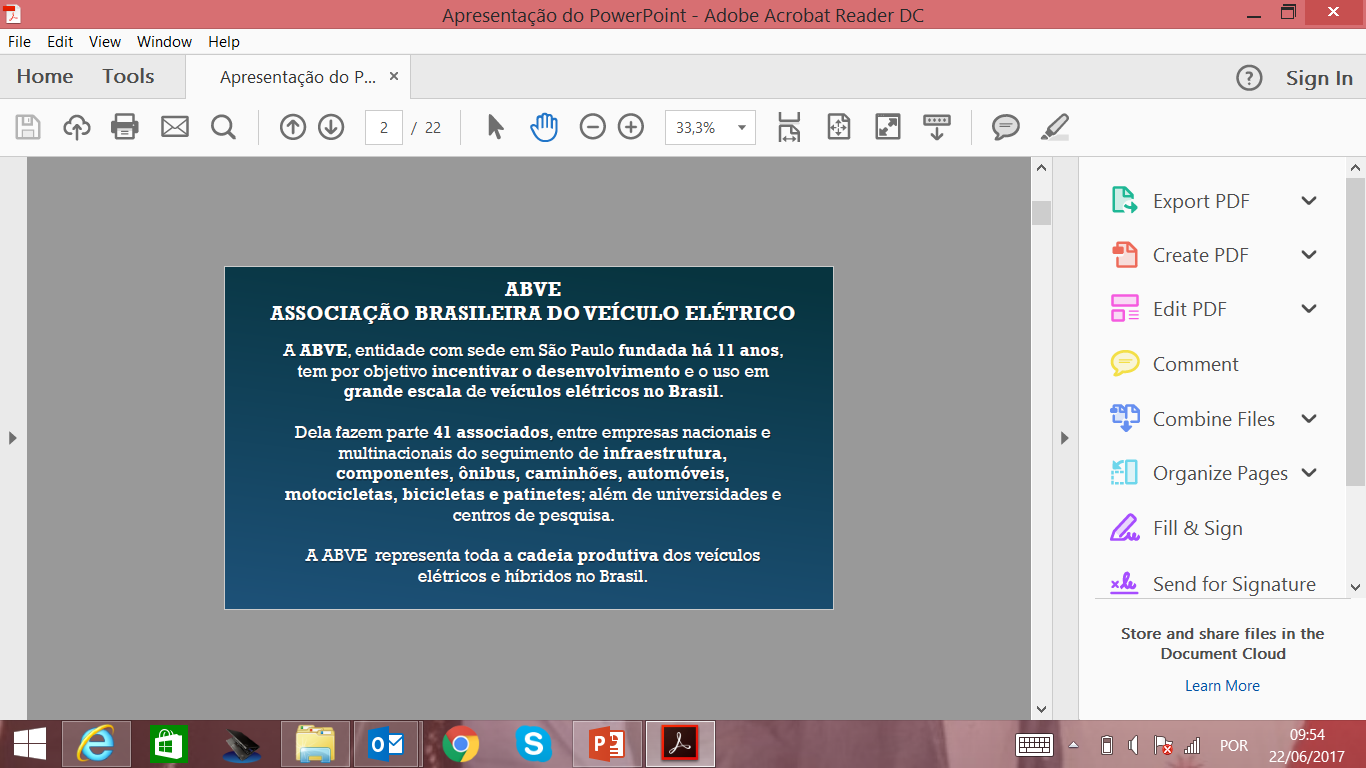 Apresentação do PowerPoint - Adobe Acrobat Reader DC
File Edit View Window Help
Home Tools Apresentação do P... × ? Sign In
2 / 22 33,3%
Export PDF
Create PDF
Edit PDF
Comment
Combine Files
Organize Pages
Fill & Sign
Send for Signature
Store and share files in the
Document Cloud
Learn More
ABVE
ASSOCIAÇÃO BRASILEIRA DO VEÍCULO ELÉTRICO
A ABVE, entidade com sede em São Paulo fundada há 11 anos,
tem por objetivo incentivar o desenvolvimento e o uso em
grande escala de veículos elétricos no Brasil.
Dela fazem parte 41 associados, entre empresas nacionais e
multinacionais do seguimento de infraestrutura,
componentes, ônibus, caminhões, automóveis,
motocicletas, bicicletas e patinetes; além de universidades e
centros de pesquisa.
A ABVE representa toda a cadeia produtiva dos veículos
elétricos e híbridos no Brasil.
POR
09:54
22/06/2017